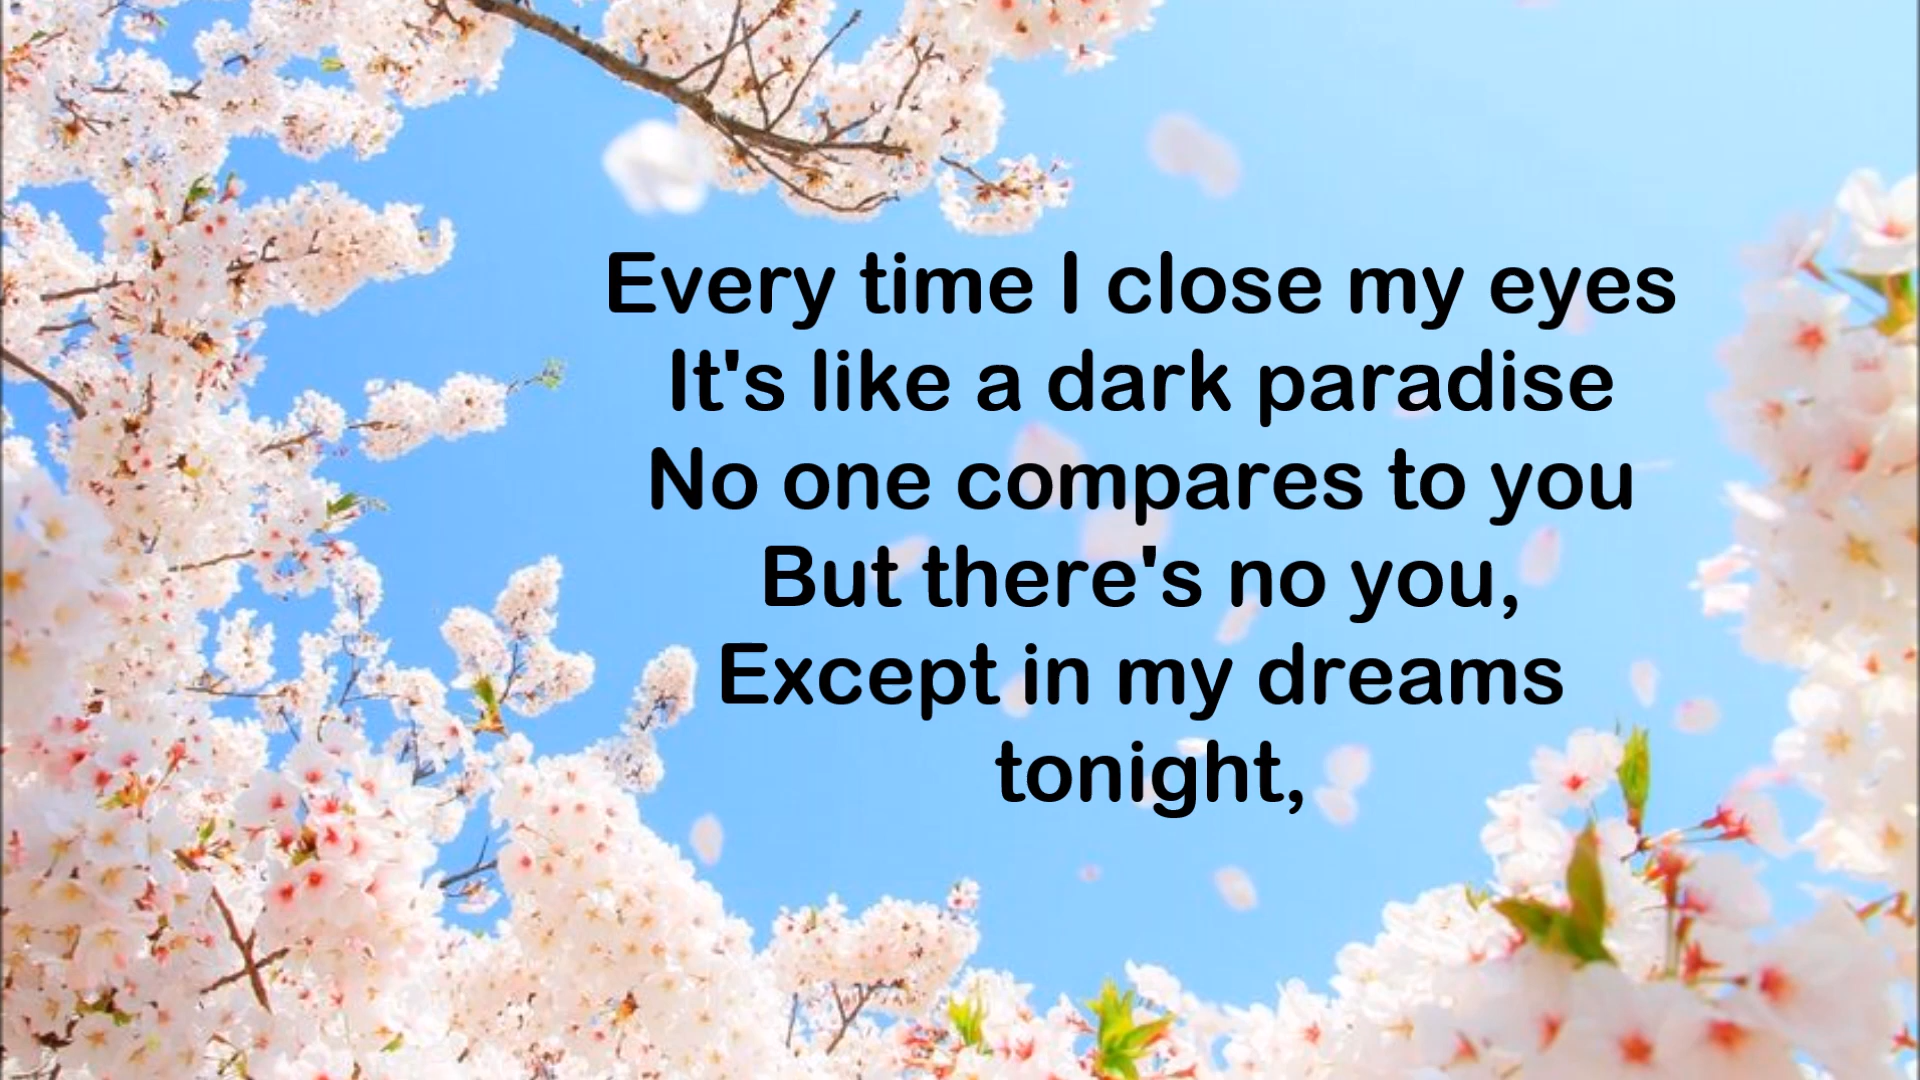 Every time I close my eyes
It's like a dark paradise
No one compares to you
But there's no you,
Except in my dreams
tonight,